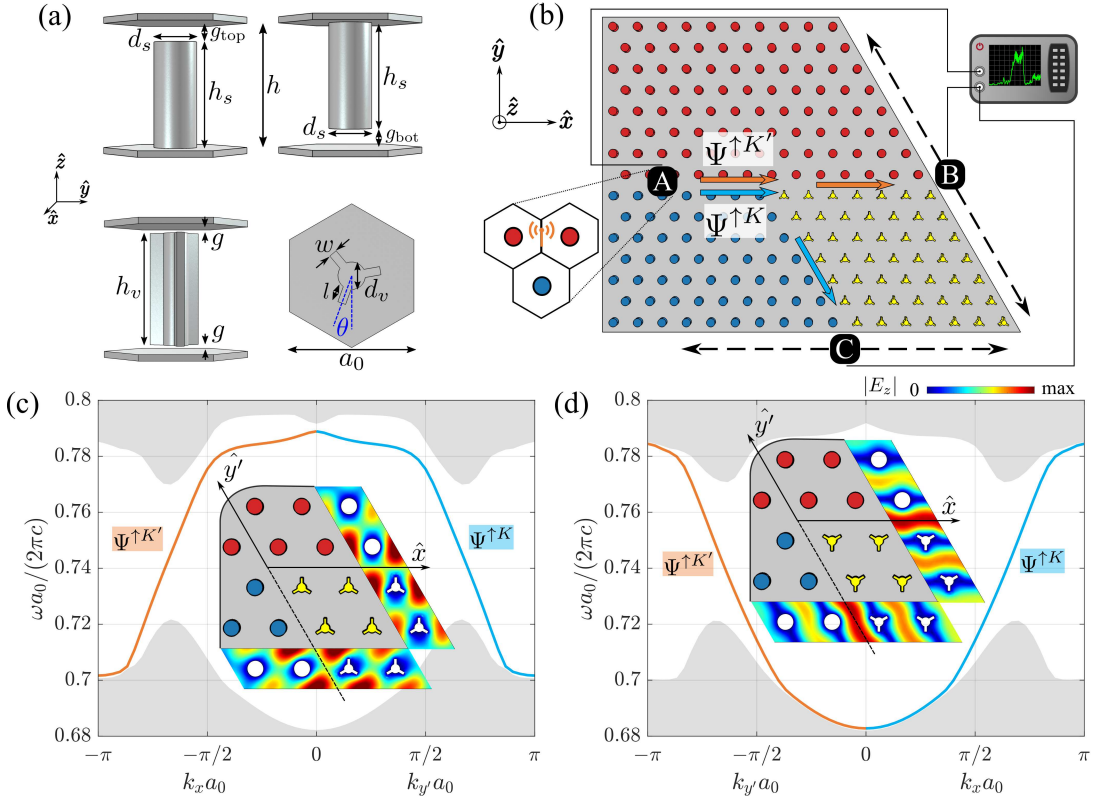 (a)
d_s
g_top
h_s
h
h_s
d_s
g_bot
ẑ
ŷ
x̂
g
h_v
g
w
l
d_v
θ
a_0
(b)
ŷ
ẑ
x̂
A
B
C
Ψ^{↑K′}
Ψ^{↑K}
(c)
ωa_0/(2πc)
0.8
0.78
0.76
0.74
0.72
0.7
0.68
−π
−π/2
0
π/2
π
k_x a_0
k_{y′} a_0
Ψ^{↑K′}
Ψ^{↑K}
ŷ′
x̂
|E_z|
0
max
(d)
ωa_0/(2πc)
0.8
0.78
0.76
0.74
0.72
0.7
0.68
−π
−π/2
0
π/2
π
k_{y′} a_0
k_x a_0
Ψ^{↑K′}
Ψ^{↑K}
ŷ′
x̂